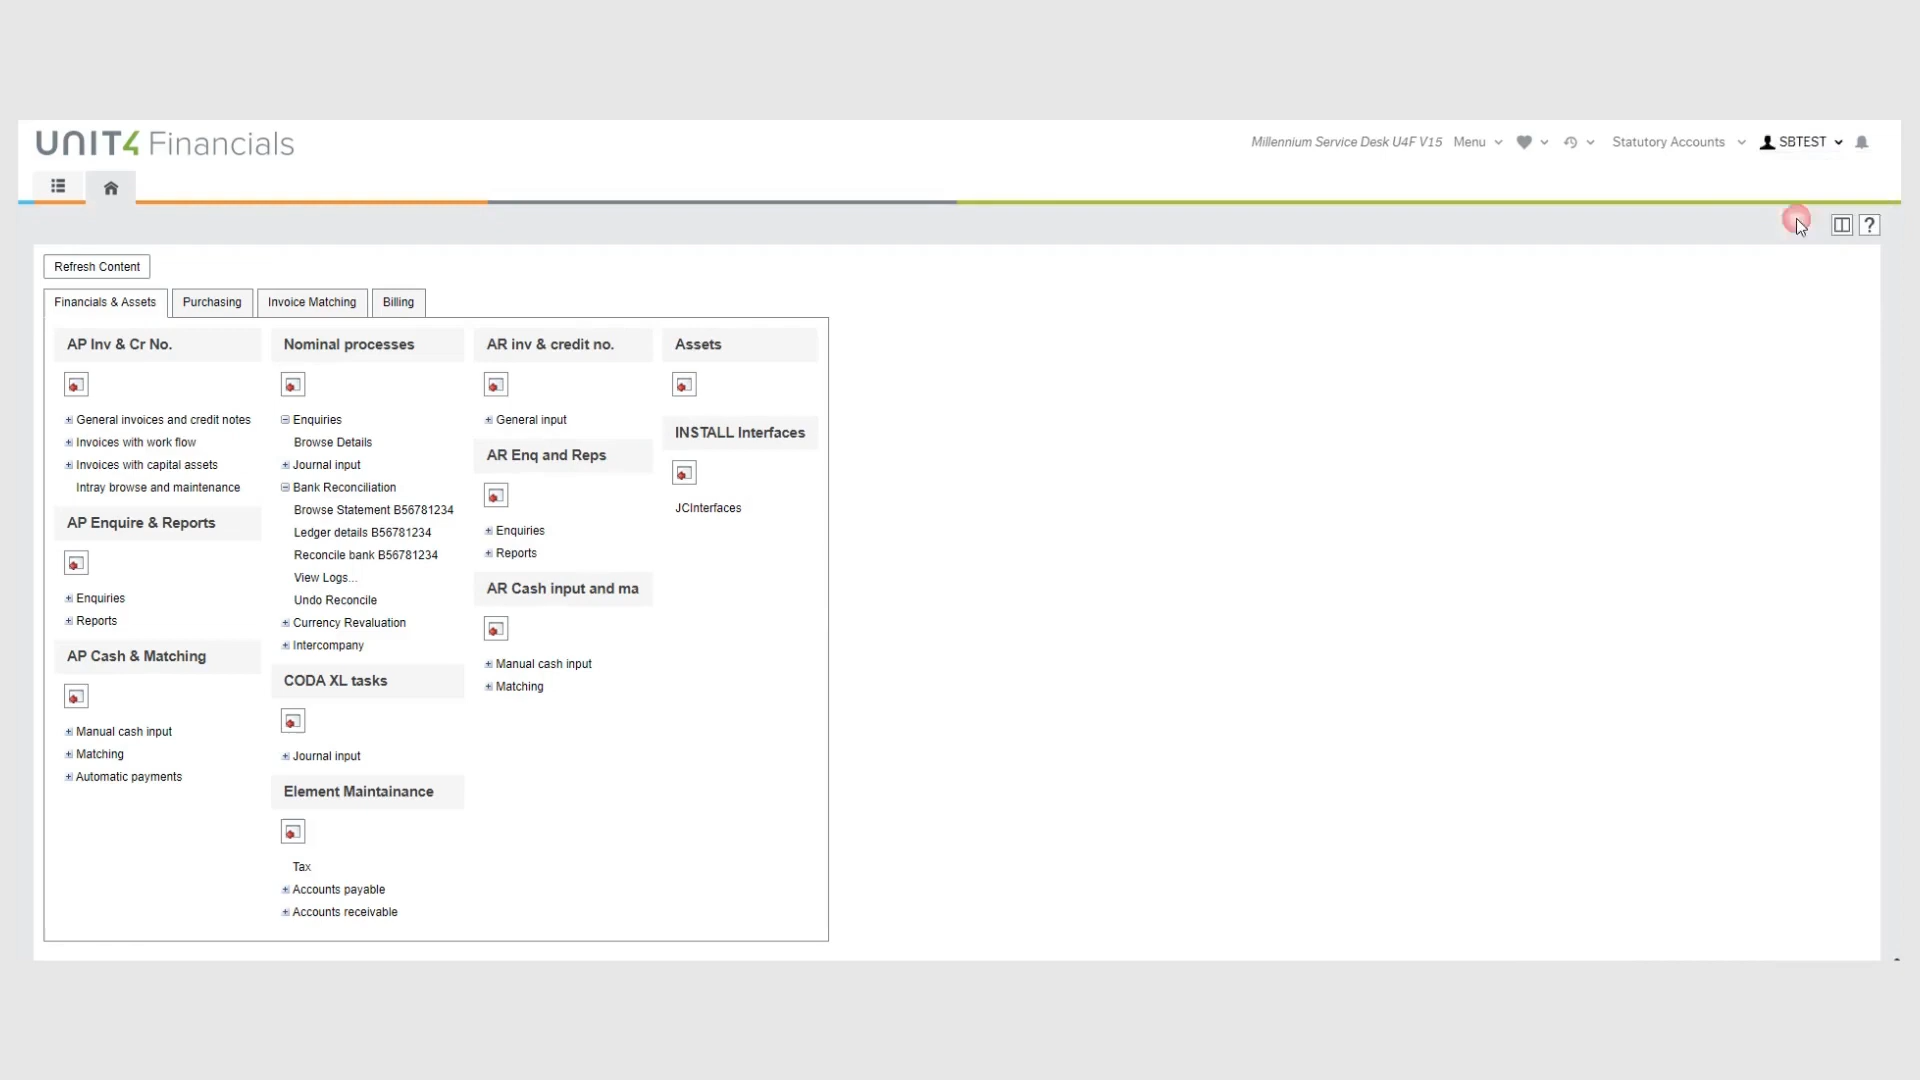 UNIT4 Financials
Millennium Service Desk U4F V15 Menu Statutory Accounts SBTEST
?
Refresh Content
Financials & Assets Purchasing Invoice Matching Billing
AP Inv & Cr No.
General invoices and credit notes
Invoices with work flow
Invoices with capital assets
Intray browse and maintenance
AP Enquire & Reports
Enquiries
Reports
AP Cash & Matching
Manual cash input
Matching
Automatic payments
Nominal processes
Enquiries
Browse Details
Journal input
Bank Reconciliation
Browse Statement B56781234
Ledger details B56781234
Reconcile bank B56781234
View Logs...
Undo Reconcile
Currency Revaluation
Intercompany
CODA XL tasks
Journal input
Element Maintainance
Tax
Accounts payable
Accounts receivable
AR inv & credit no.
General input
AR Enq and Reps
Enquiries
Reports
AR Cash input and ma
Manual cash input
Matching
Assets
INSTALL Interfaces
JCInterfaces